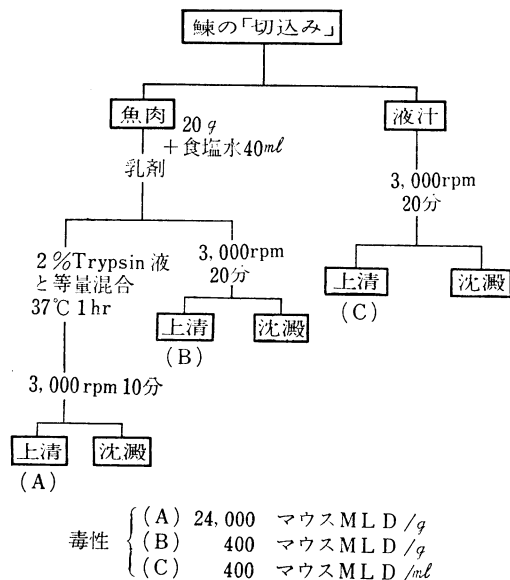 鰊の「切込み」
魚肉
液汁
20g
+食塩水40ml
乳剤
3,000rpm
20分
2%Trypsin液
と等量混合
37℃ 1hr
3,000rpm
20分
上清
沈澱
(C)
上清
沈澱
(B)
3,000rpm 10分
上清
沈澱
(A)
毒性
(A) 24,000 マウスMLD/g
(B) 400 マウスMLD/g
(C) 400 マウスMLD/ml